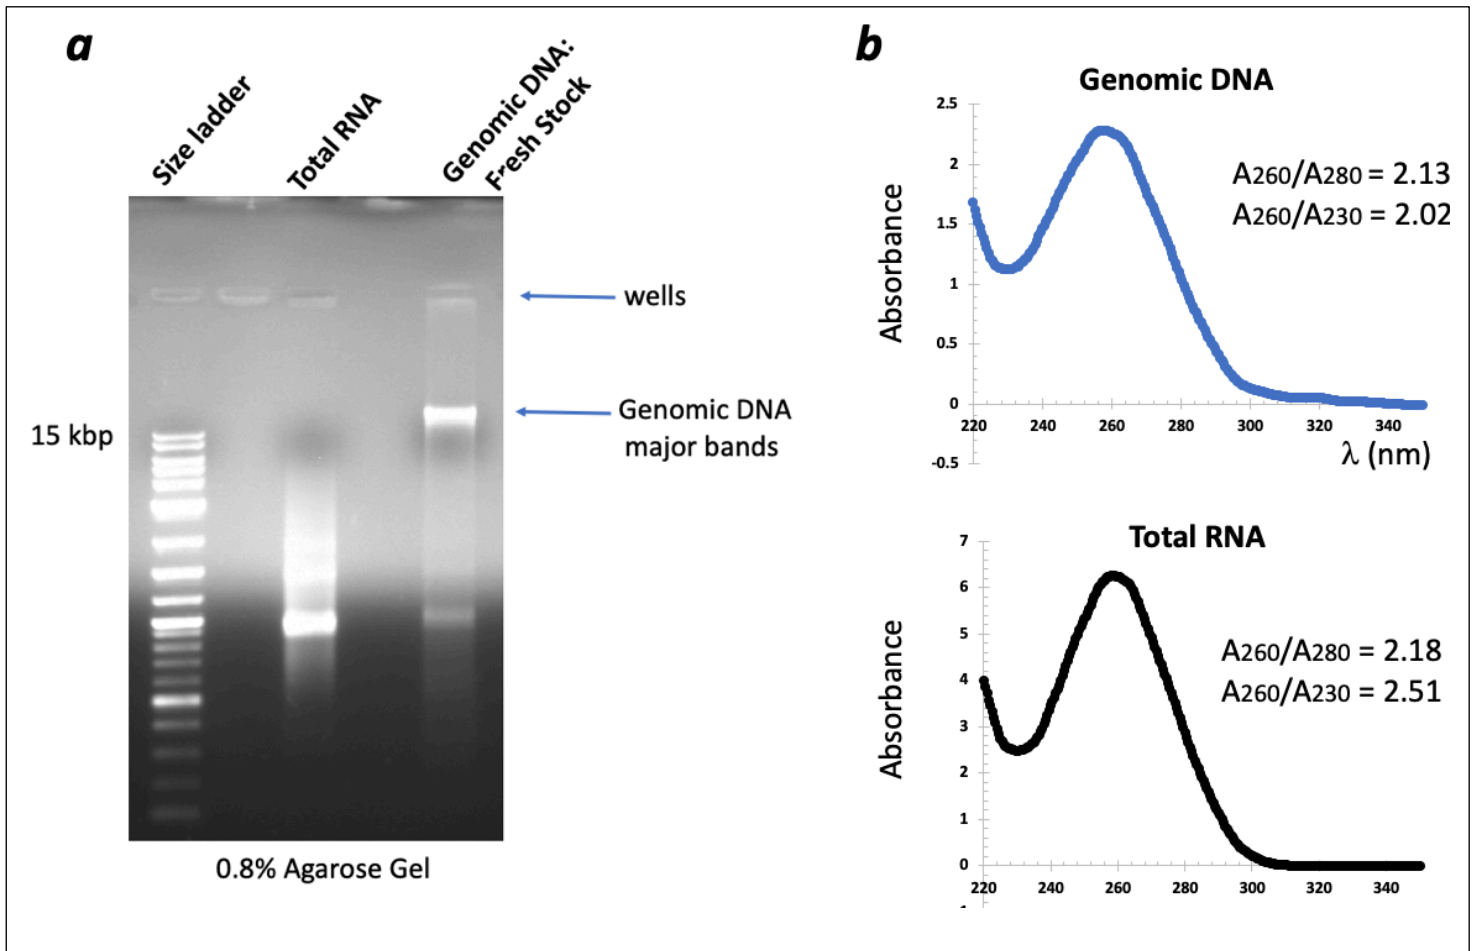 a
Size ladder
Total RNA
Genomic DNA:
Fresh Stock
wells
Genomic DNA
major bands
15 kbp
0.8% Agarose Gel
b
Genomic DNA
2.5
2
1.5
1
0.5
0
-0.5
220 240 260 280 300 320 340
Absorbance
λ (nm)
A260/A280 = 2.13
A260/A230 = 2.02
Total RNA
7
6
5
4
3
2
1
0
220 240 260 280 300 320 340
Absorbance
A260/A280 = 2.18
A260/A230 = 2.51